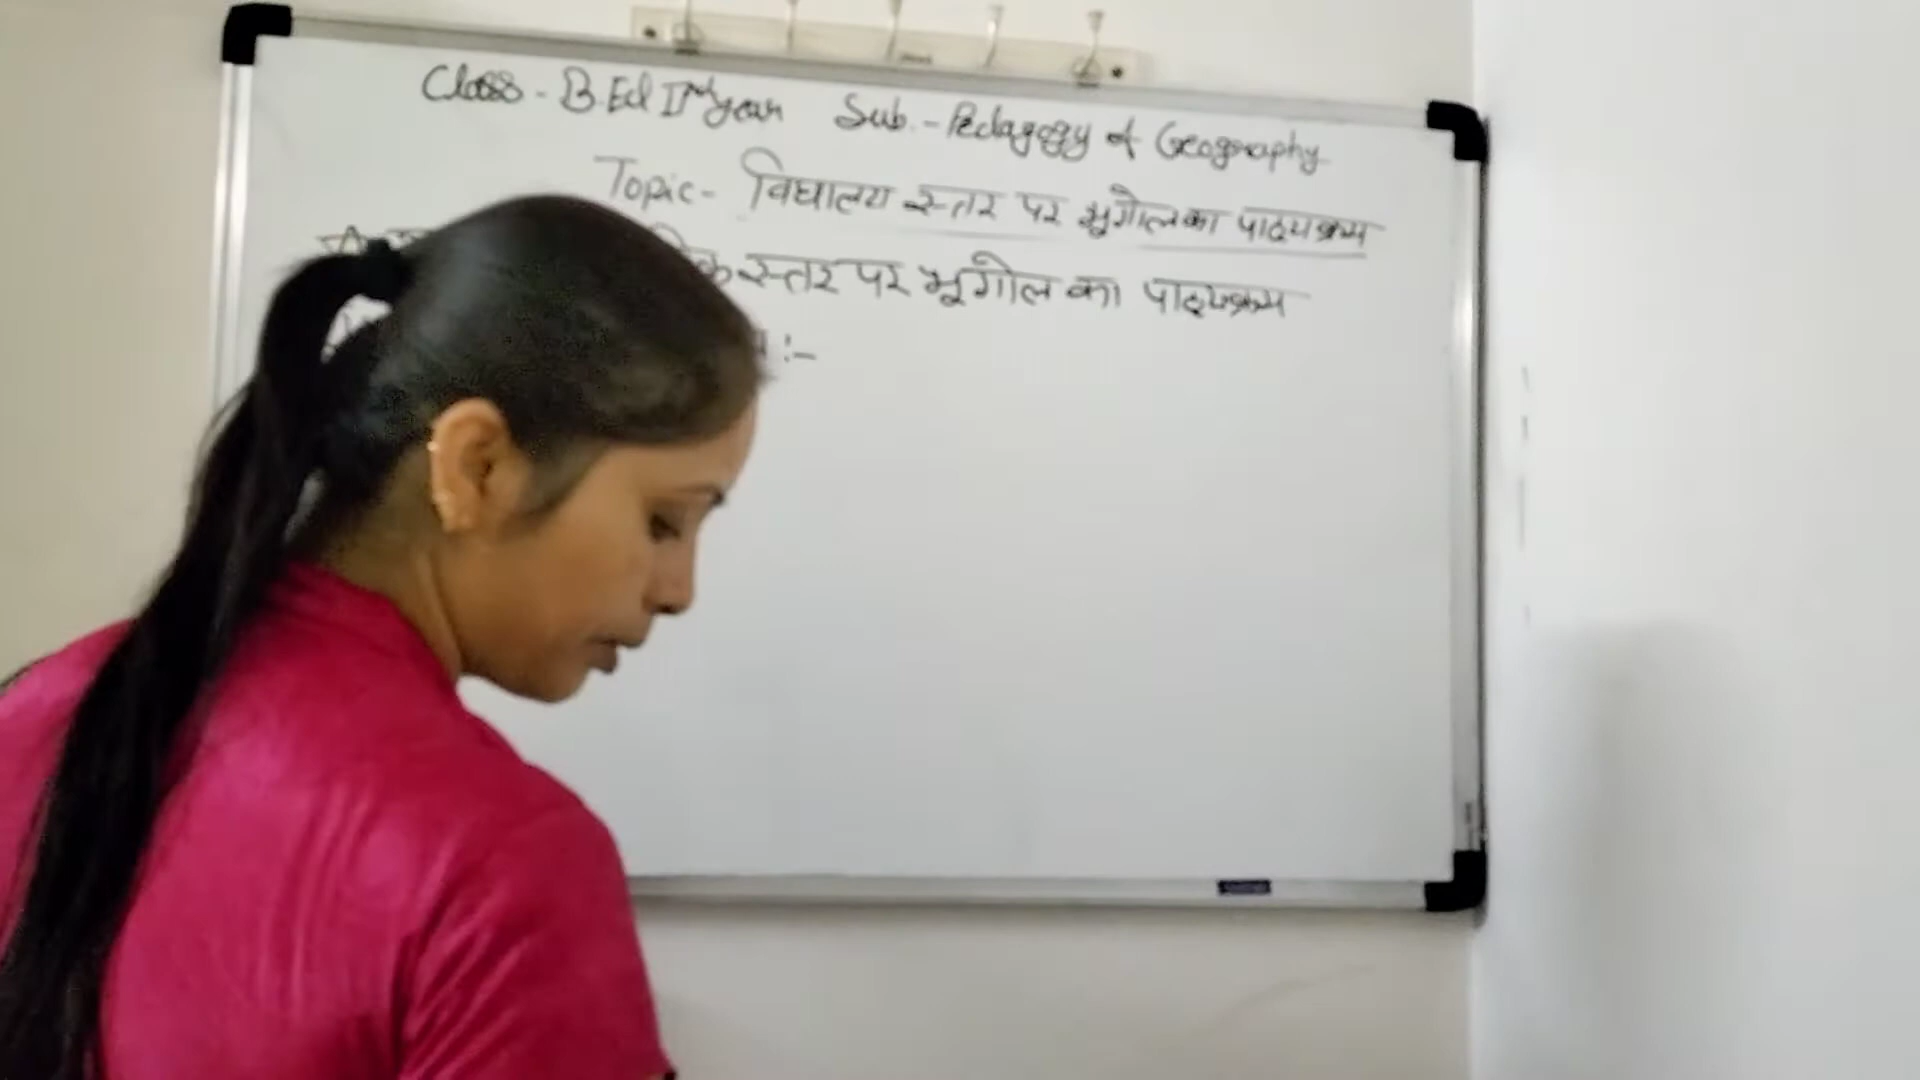 Class - B.Ed IInd year Sub. - Pedagogy of Geography
Topic - विद्यालय स्तर पर भूगोल का पाठ्यक्रम
स्तर पर भूगोल का पाठ्यक्रम
:-